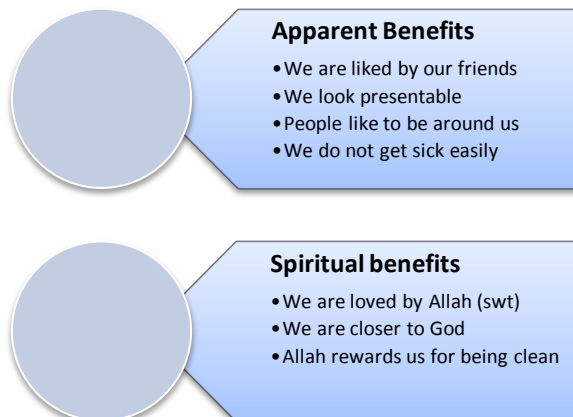 Apparent Benefits
•We are liked by our friends
•We look presentable
•People like to be around us
•We do not get sick easily
Spiritual benefits
•We are loved by Allah (swt)
•We are closer to God
•Allah rewards us for being clean